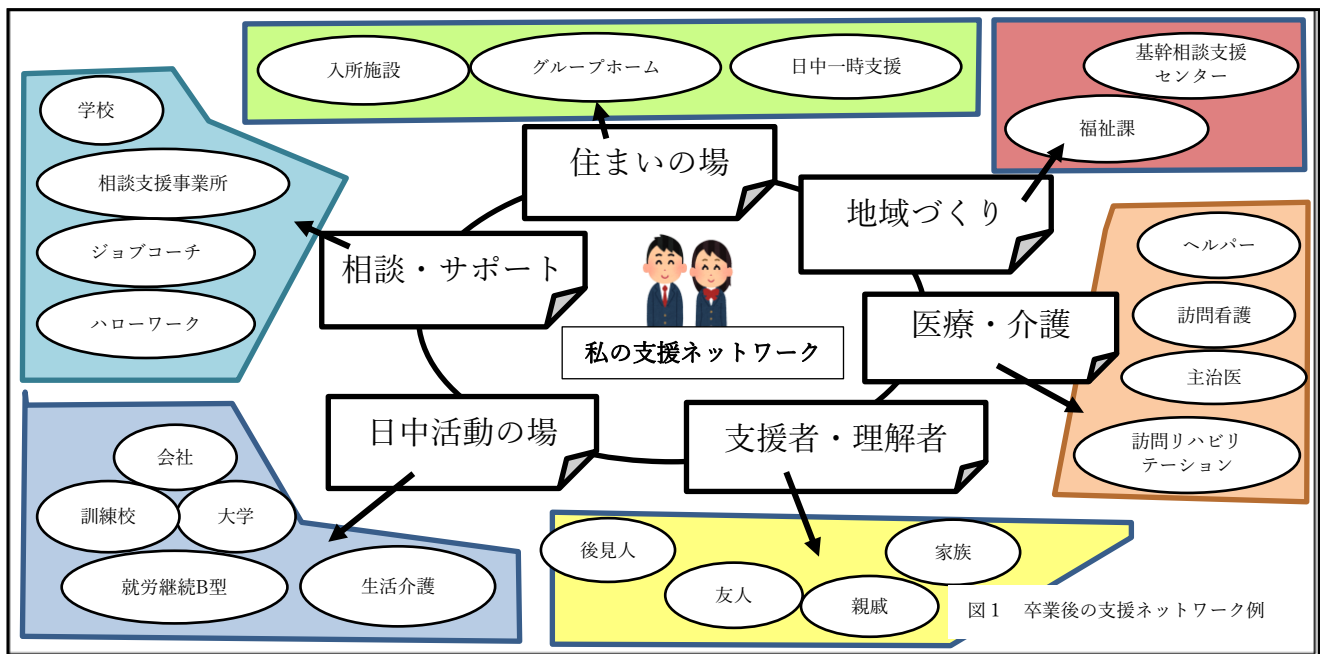 入所施設
グループホーム
日中一時支援
基幹相談支援
センター
福祉課
学校
相談支援事業所
ジョブコーチ
ハローワーク
住まいの場
地域づくり
相談・サポート
医療・介護
私の支援ネットワーク
ヘルパー
訪問看護
主治医
訪問リハビリ
テーション
日中活動の場
支援者・理解者
会社
訓練校
大学
就労継続B型
生活介護
後見人
友人
親戚
家族
図1 卒業後の支援ネットワーク例